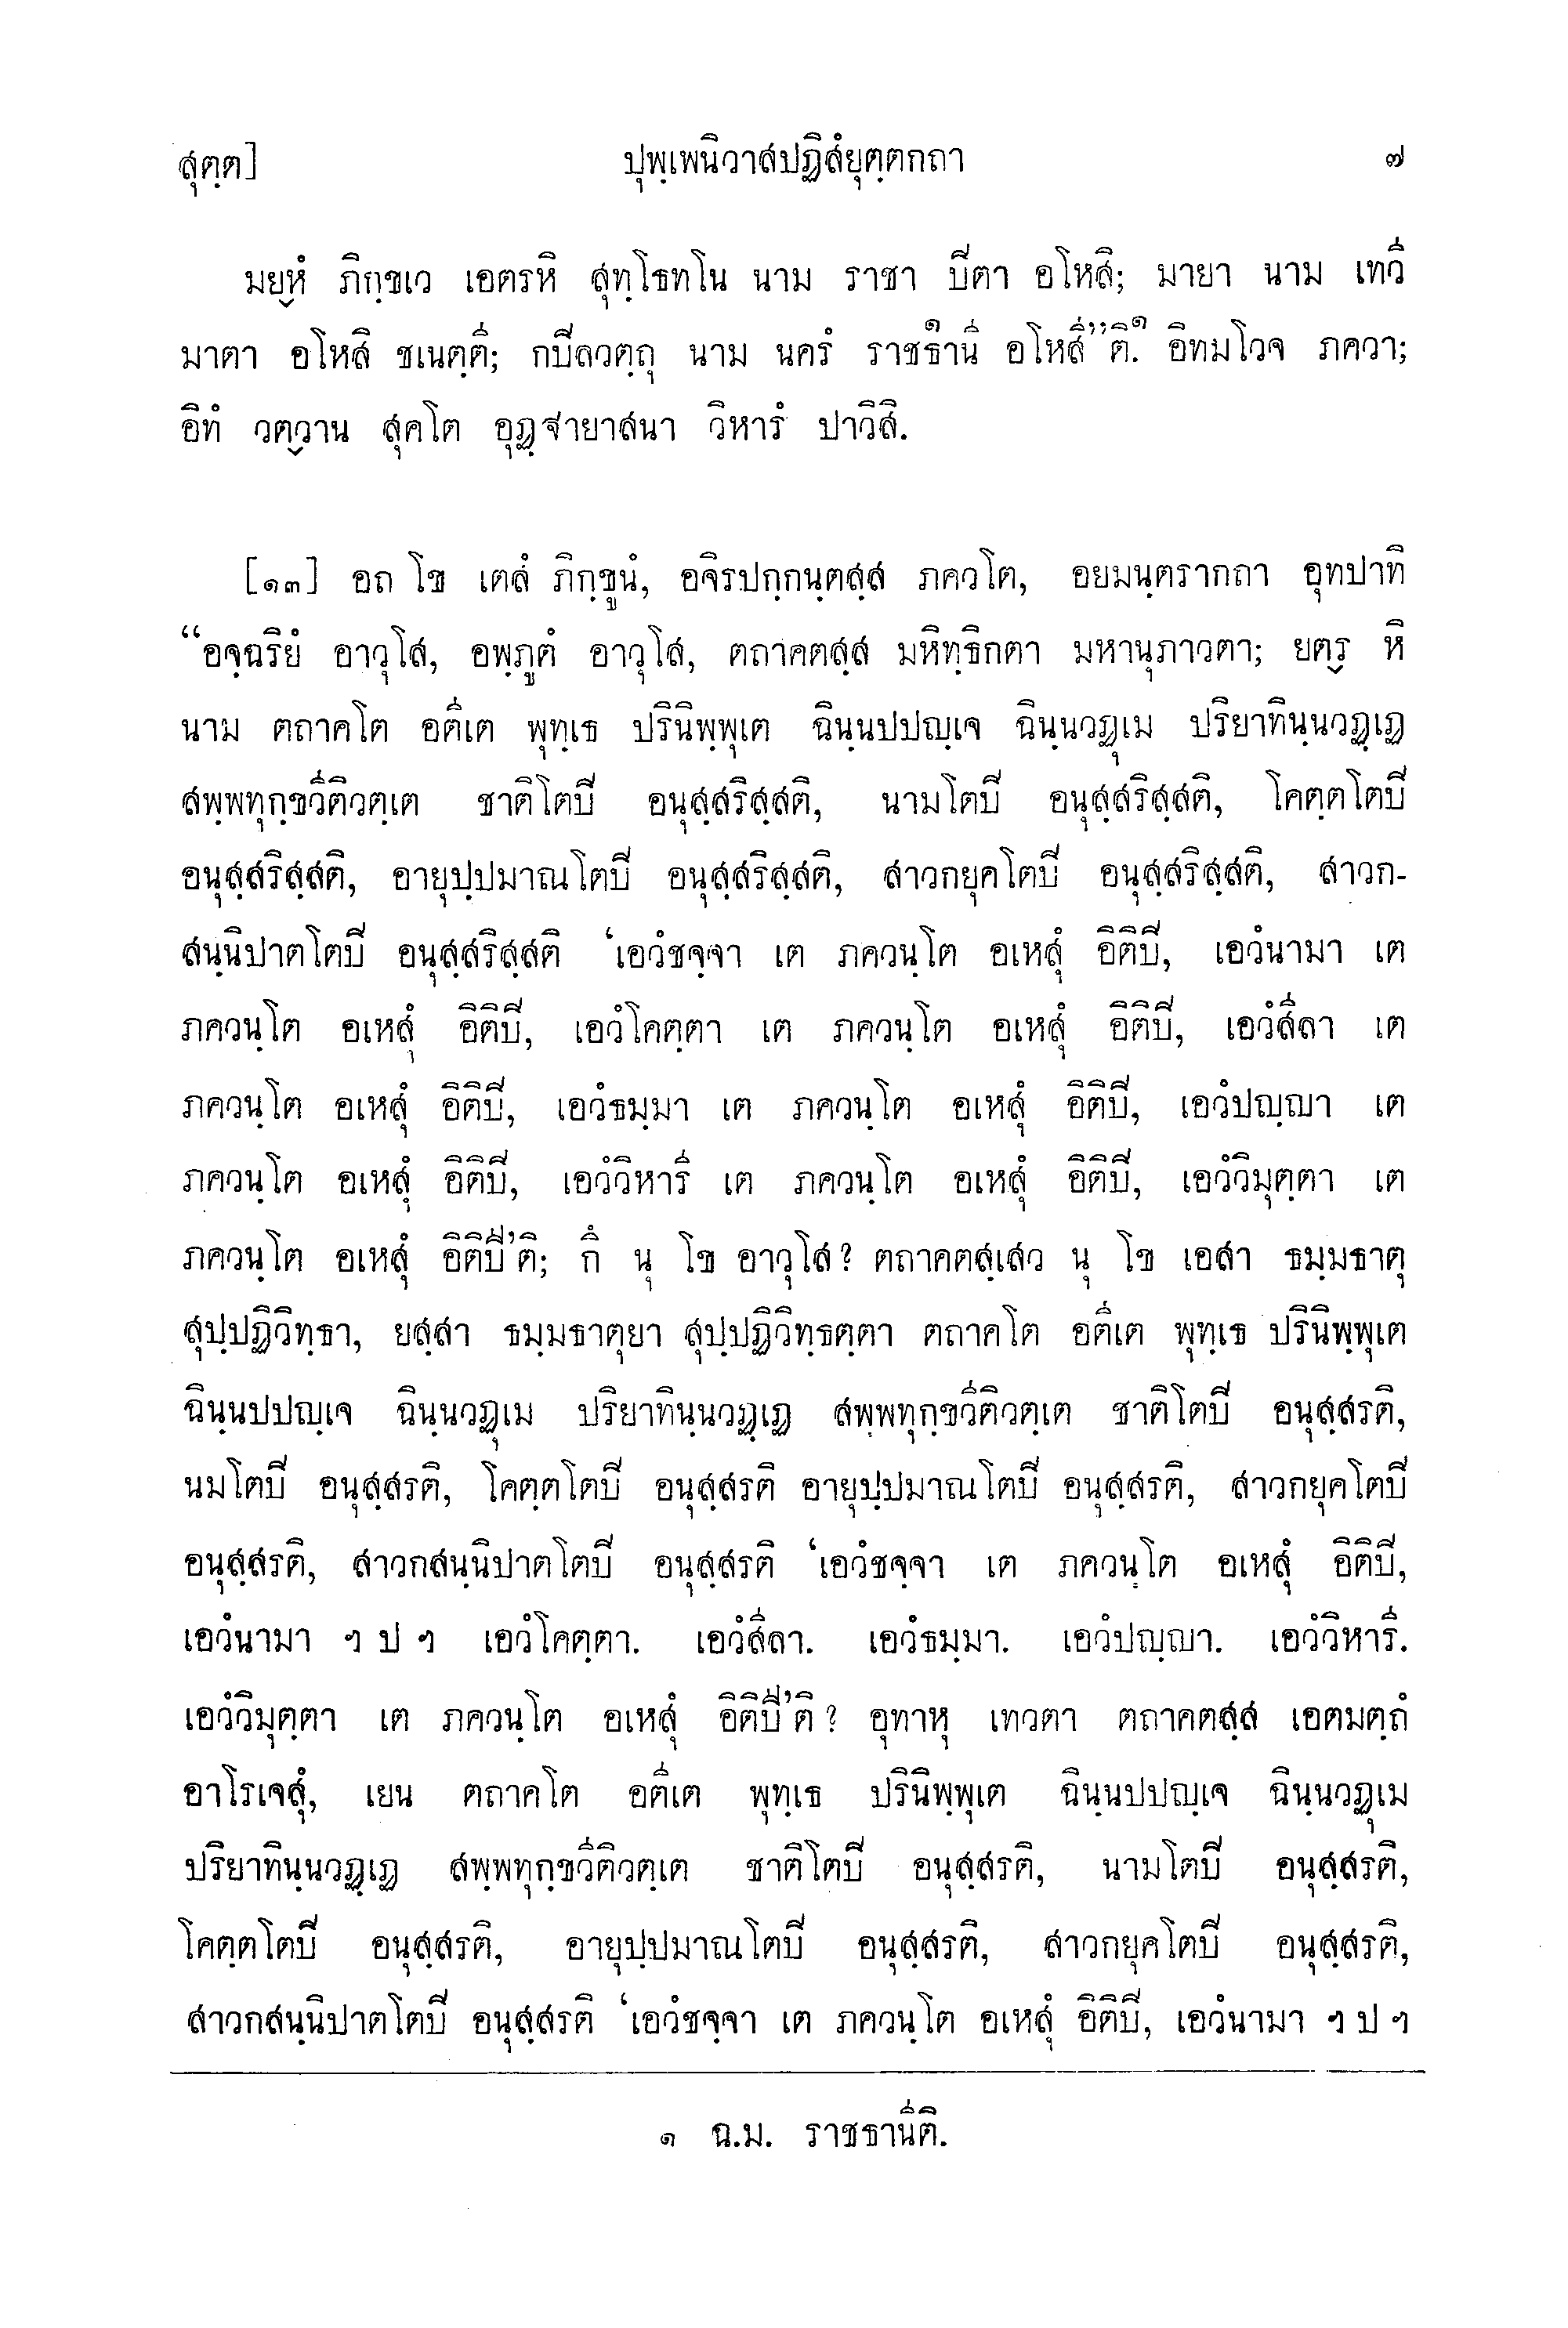 สุตฺต] ปุพฺเพนิวาสปฏิสํยุตฺตกถา ๗
มยฺหํ ภิกฺขเว เอตรหิ สุทฺโธทโน นาม ราชา ปิตา อโหสิ; มายา นาม เทวี
มาตา อโหสิ ชเนตฺตี; กปิลวตฺถุ นาม นครํ ราชธานี อโหสี”ติ.๑ อิทมโวจ ภควา;
อิทํ วตฺวาน สุคโต อุฏฺฐายาสนา วิหารํ ปาวิสิ.
[๑๓] อถ โข เตสํ ภิกฺขูนํ, อจิรปกฺกนฺตสฺส ภควโต, อยมนฺตรากถา อุทปาทิ
“อจฺฉริยํ อาวุโส, อพฺภูตํ อาวุโส, ตถาคตสฺส มหิทฺธิกตา มหานุภาวตา; ยตฺร หิ
นาม ตถาคโต อตีเต พุทฺเธ ปรินิพฺพุเต ฉินฺนปปญฺเจ ฉินฺนวฏุเม ปริยาทินฺนวฏฺเฏ
สพฺพทุกฺขวีติวตฺเต ชาติโตปิ อนุสฺสริสฺสติ, นามโตปิ อนุสฺสริสฺสติ, โคตฺตโตปิ
อนุสฺสริสฺสติ, อายุปฺปมาณโตปิ อนุสฺสริสฺสติ, สาวกยุคโตปิ อนุสฺสริสฺสติ, สาวก-
สนฺนิปาตโตปิ อนุสฺสริสฺสติ ‘เอวํชจฺจา เต ภควนฺโต อเหสุํ อิติปิ, เอวํนามา เต
ภควนฺโต อเหสุํ อิติปิ, เอวํโคตฺตา เต ภควนฺโต อเหสุํ อิติปิ, เอวํสีลา เต
ภควนฺโต อเหสุํ อิติปิ, เอวํธมฺมา เต ภควนฺโต อเหสุํ อิติปิ, เอวํปญฺญา เต
ภควนฺโต อเหสุํ อิติปิ, เอวํวิหารี เต ภควนฺโต อเหสุํ อิติปิ, เอวํวิมุตฺตา เต
ภควนฺโต อเหสุํ อิติปี’ติ; กึ นุ โข อาวุโส? ตถาคตสฺเสว นุ โข เอสา ธมฺมธาตุ
สุปฺปฏิวิทฺธา, ยสฺสา ธมฺมธาตุยา สุปฺปฏิวิทฺธตฺตา ตถาคโต อตีเต พุทฺเธ ปรินิพฺพุเต
ฉินฺนปปญฺเจ ฉินฺนวฏุเม ปริยาทินฺนวฏฺเฏ สพฺพทุกฺขวีติวตฺเต ชาติโตปิ อนุสฺสรติ,
นมโตปิ อนุสฺสรติ, โคตฺตโตปิ อนุสฺสรติ อายุปฺปมาณโตปิ อนุสฺสรติ, สาวกยุคโตปิ
อนุสฺสรติ, สาวกสนฺนิปาตโตปิ อนุสฺสรติ ‘เอวํชจฺจา เต ภควนฺโต อเหสุํ อิติปิ,
เอวํนามา ฯ ป ฯ เอวํโคตฺตา. เอวํสีลา. เอวํธมฺมา. เอวํปญฺญา. เอวํวิหารี.
เอวํวิมุตฺตา เต ภควนฺโต อเหสุํ อิติปี’ติ? อุทาหุ เทวตา ตถาคตสฺส เอตมตฺถํ
อาโรเจสุํ, เยน ตถาคโต อตีเต พุทฺเธ ปรินิพฺพุเต ฉินฺนปปญฺเจ ฉินฺนวฏุเม
ปริยาทินฺนวฏฺเฏ สพฺพทุกฺขวีติวตฺเต ชาติโตปิ อนุสฺสรติ, นามโตปิ อนุสฺสรติ,
โคตฺตโตปิ อนุสฺสรติ, อายุปฺปมาณโตปิ อนุสฺสรติ, สาวกยุคโตปิ อนุสฺสรติ,
สาวกสนฺนิปาตโตปิ อนุสฺสรติ ‘เอวํชจฺจา เต ภควนฺโต อเหสุํ อิติปิ, เอวํนามา ฯ ป ฯ
๑ ฉ.ม. ราชธานีติ.